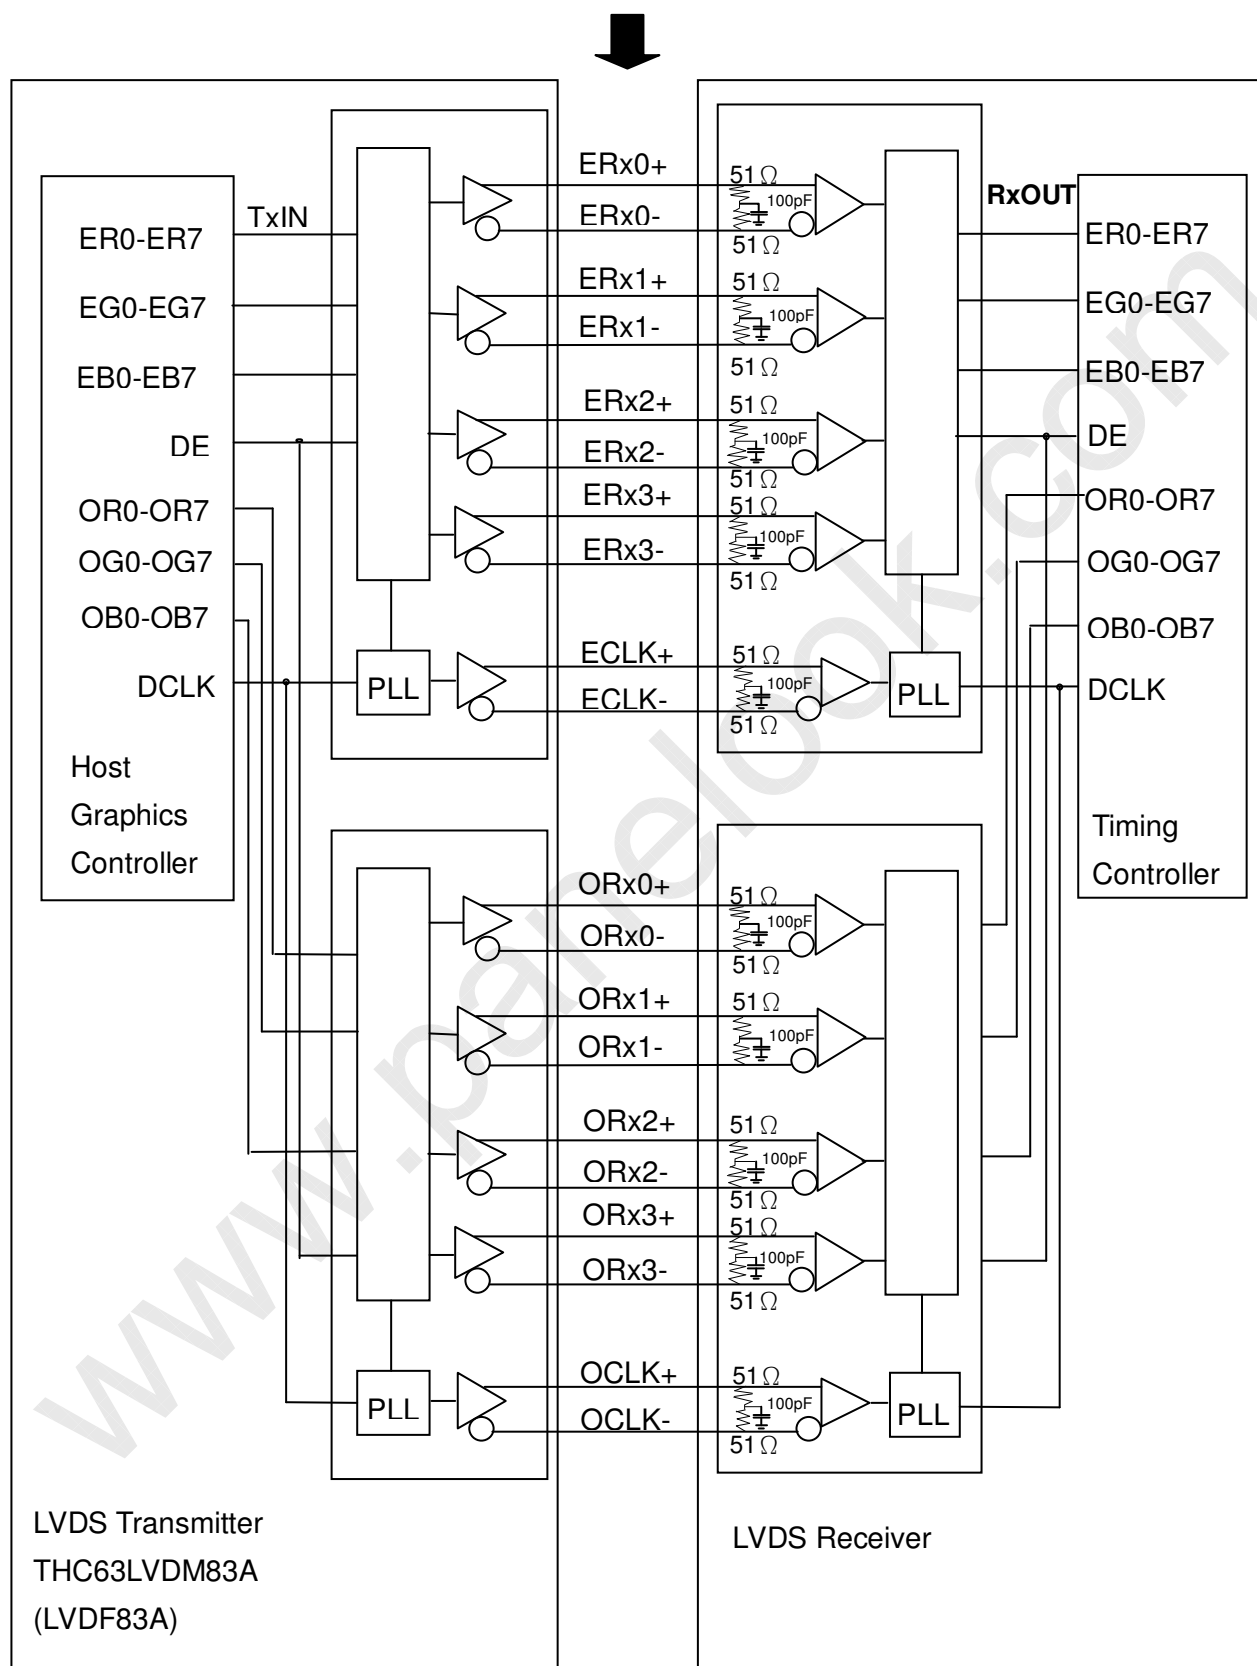 ER0-ER7
EG0-EG7
EB0-EB7
DE
OR0-OR7
OG0-OG7
OB0-OB7
DCLK
Host
Graphics
Controller
TxIN
PLL
ERx0+
ERx0-
ERx1+
ERx1-
ERx2+
ERx2-
ERx3+
ERx3-
ECLK+
ECLK-
51Ω
100pF
51Ω
51Ω
100pF
51Ω
51Ω
100pF
51Ω
51Ω
100pF
51Ω
51Ω
100pF
51Ω
PLL
RxOUT
ER0-ER7
EG0-EG7
EB0-EB7
DE
OR0-OR7
OG0-OG7
OB0-OB7
DCLK
Timing
Controller
PLL
ORx0+
ORx0-
ORx1+
ORx1-
ORx2+
ORx2-
ORx3+
ORx3-
OCLK+
OCLK-
51Ω
100pF
51Ω
51Ω
100pF
51Ω
100pF
51Ω
51Ω
100pF
51Ω
51Ω
100pF
51Ω
PLL
LVDS Transmitter
THC63LVDM83A
(LVDF83A)
LVDS Receiver
www.panelook.com